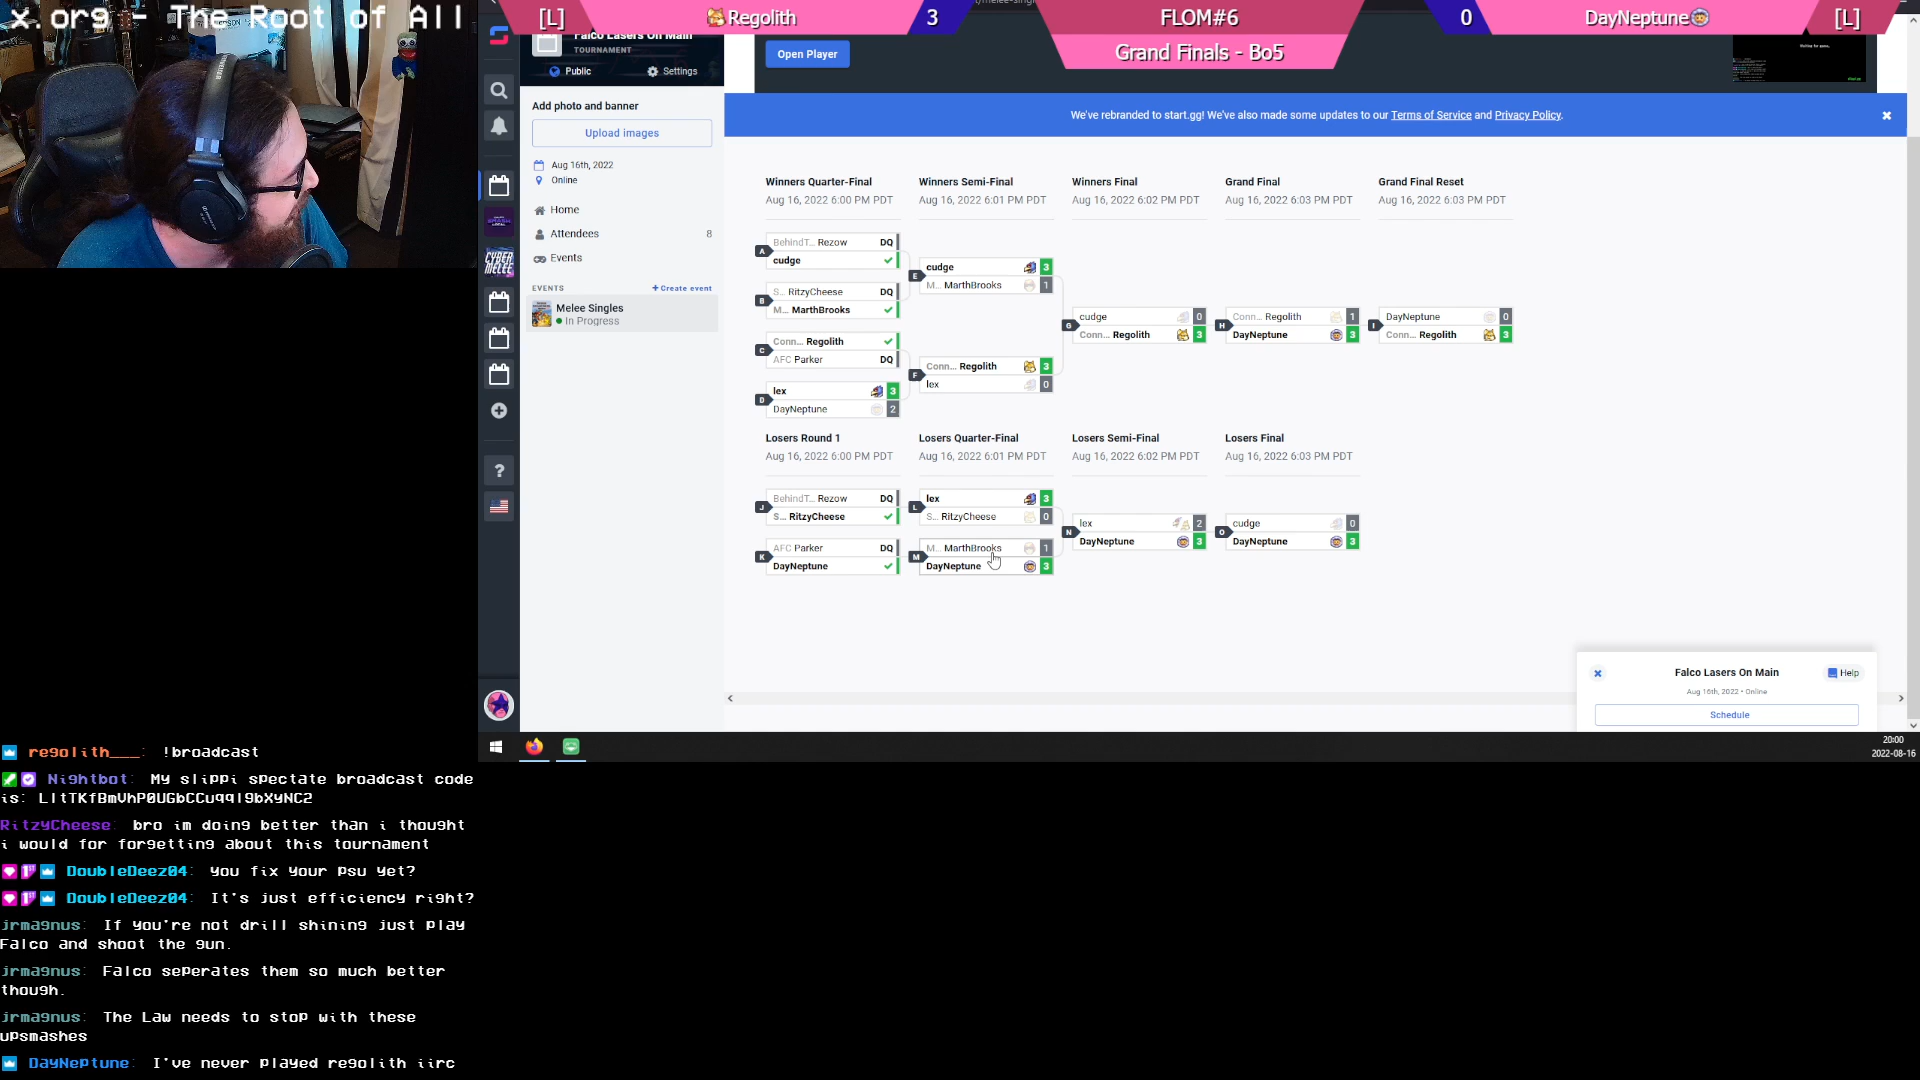 x.org - The Root of All
[L]
Regolith
3
FLOM#6
0
DayNeptune
[L]
Grand Finals - Bo5
Falco Lasers On Main
TOURNAMENT
Public
Settings
Open Player
Add photo and banner
Upload images
We've rebranded to start.gg! We've also made some updates to our Terms of Service and Privacy Policy.
Aug 16th, 2022
Online
Home
Attendees 8
Events
EVENTS
+ Create event
Melee Singles
In Progress
Winners Quarter-Final
Aug 16, 2022 6:00 PM PDT
Winners Semi-Final
Aug 16, 2022 6:01 PM PDT
Winners Final
Aug 16, 2022 6:02 PM PDT
Grand Final
Aug 16, 2022 6:03 PM PDT
Grand Final Reset
Aug 16, 2022 6:03 PM PDT
A
BehindT... Rezow DQ
cudge
B
S... RitzyCheese DQ
M... MarthBrooks
C
Conn... Regolith
AFC Parker DQ
D
lex 3
DayNeptune 2
E
cudge 3
M... MarthBrooks 1
F
Conn... Regolith 3
lex 0
G
cudge 0
Conn... Regolith 3
H
Conn... Regolith 1
DayNeptune 3
I
DayNeptune 0
Conn... Regolith 3
Losers Round 1
Aug 16, 2022 6:00 PM PDT
Losers Quarter-Final
Aug 16, 2022 6:01 PM PDT
Losers Semi-Final
Aug 16, 2022 6:02 PM PDT
Losers Final
Aug 16, 2022 6:03 PM PDT
J
BehindT... Rezow DQ
S... RitzyCheese
K
AFC Parker DQ
DayNeptune
L
lex 3
S... RitzyCheese 0
M
M... MarthBrooks 1
DayNeptune 3
N
lex 2
DayNeptune 3
O
cudge 0
DayNeptune 3
Falco Lasers On Main
Help
Aug 16th, 2022 • Online
Schedule
20:00
2022-08-16
regolith___: !broadcast
Nightbot: My slippi spectate broadcast code
RitzyCheese: bro im doing better than i thought
i would for forgetting about this tournament
DoubleDeez04: you fix your psu yet?
DoubleDeez04: It's just efficiency right?
jrmagnus: If you're not drill shining just play
Falco and shoot the gun.
jrmagnus: Falco seperates them so much better
though.
jrmagnus: The Law needs to stop with these
upsmashes
DayNeptune: I've never played regolith iirc